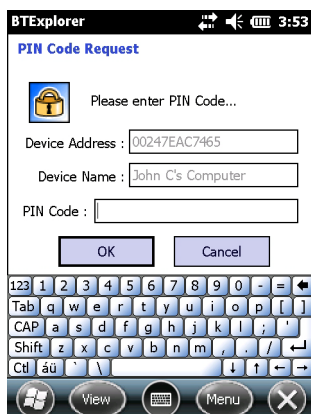 BTExplorer 3:53
PIN Code Request
Please enter PIN Code...
Device Address : 00247EAC7465
Device Name : John C's Computer
PIN Code :
OK Cancel
123 1 2 3 4 5 6 7 8 9 0 - = ←
Tab q w e r t y u i o p [ ]
CAP a s d f g h j k l ; '
Shift z x c v b n m , . / ↵
Ctl áü ` \ ↓ ↑ ← →
View Menu